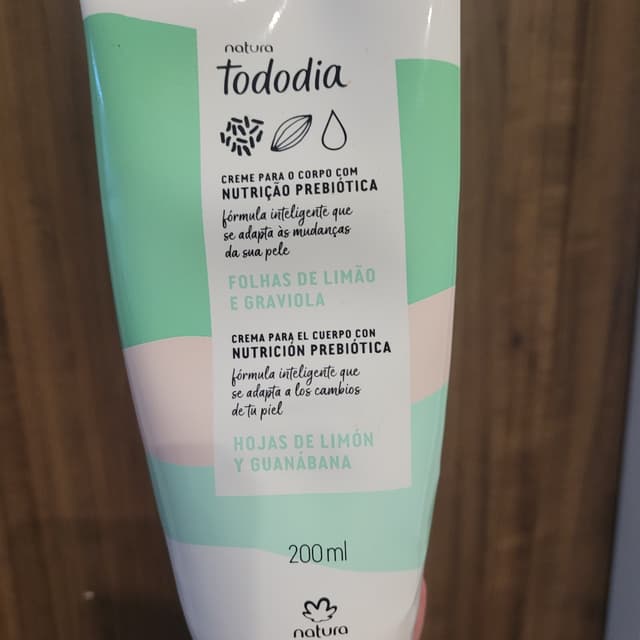 natura
tododia
CREME PARA O CORPO COM
NUTRIÇÃO PREBIÓTICA
fórmula inteligente que
se adapta às mudanças
da sua pele
FOLHAS DE LIMÃO
E GRAVIOLA
CREMA PARA EL CUERPO CON
NUTRICIÓN PREBIÓTICA
fórmula inteligente que
se adapta a los cambios
de tu piel
HOJAS DE LIMÓN
Y GUANÁBANA
200 ml
natura